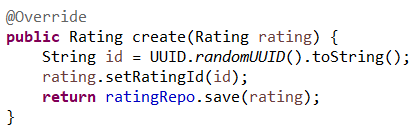 @Override
public Rating create(Rating rating) {
    String id = UUID.randomUUID().toString();
    rating.setRatingId(id);
    return ratingRepo.save(rating);
}